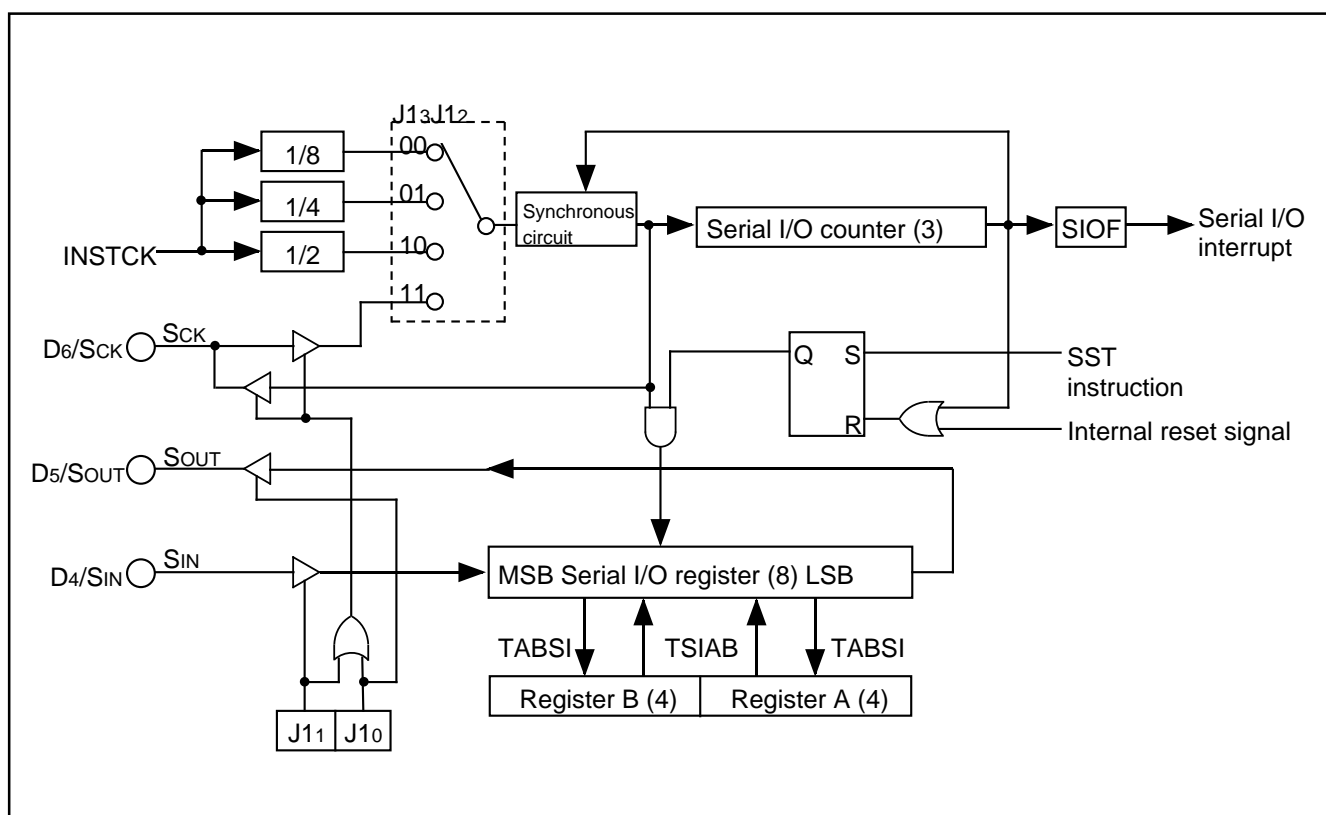 J13J12
00
1/8
01
1/4
10
1/2
11
INSTCK
Synchronous
circuit
Serial I/O counter (3)
SIOF
Serial I/O
interrupt
D6/SCK
SCK
Q
S
R
SST
instruction
Internal reset signal
D5/SOUT
SOUT
D4/SIN
SIN
MSB Serial I/O register (8) LSB
TABSI
TSIAB
TABSI
Register B (4)
Register A (4)
J11
J10